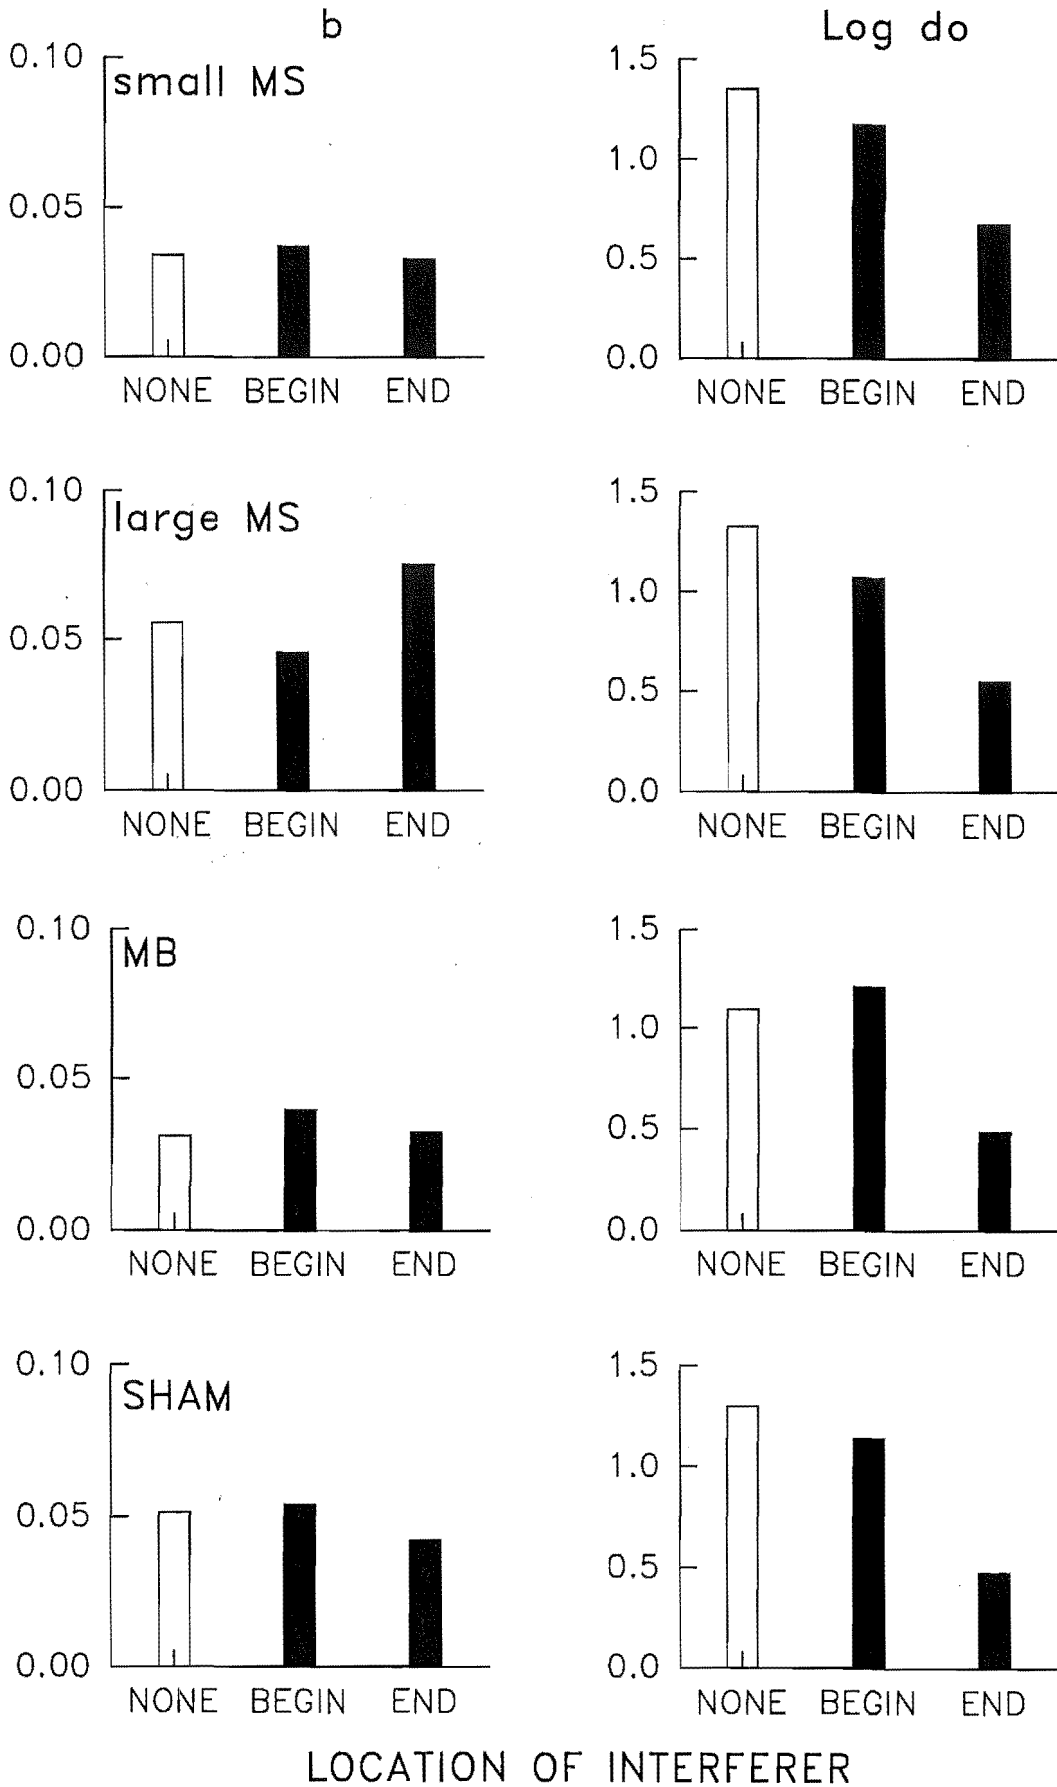 b
Log do
0.10
small MS
0.05
0.00
NONE BEGIN END
1.5
1.0
0.5
0.0
NONE BEGIN END
0.10
large MS
0.05
0.00
NONE BEGIN END
1.5
1.0
0.5
0.0
NONE BEGIN END
0.10
MB
0.05
0.00
NONE BEGIN END
1.5
1.0
0.5
0.0
NONE BEGIN END
0.10
SHAM
0.05
0.00
NONE BEGIN END
1.5
1.0
0.5
0.0
NONE BEGIN END
LOCATION OF INTERFERER